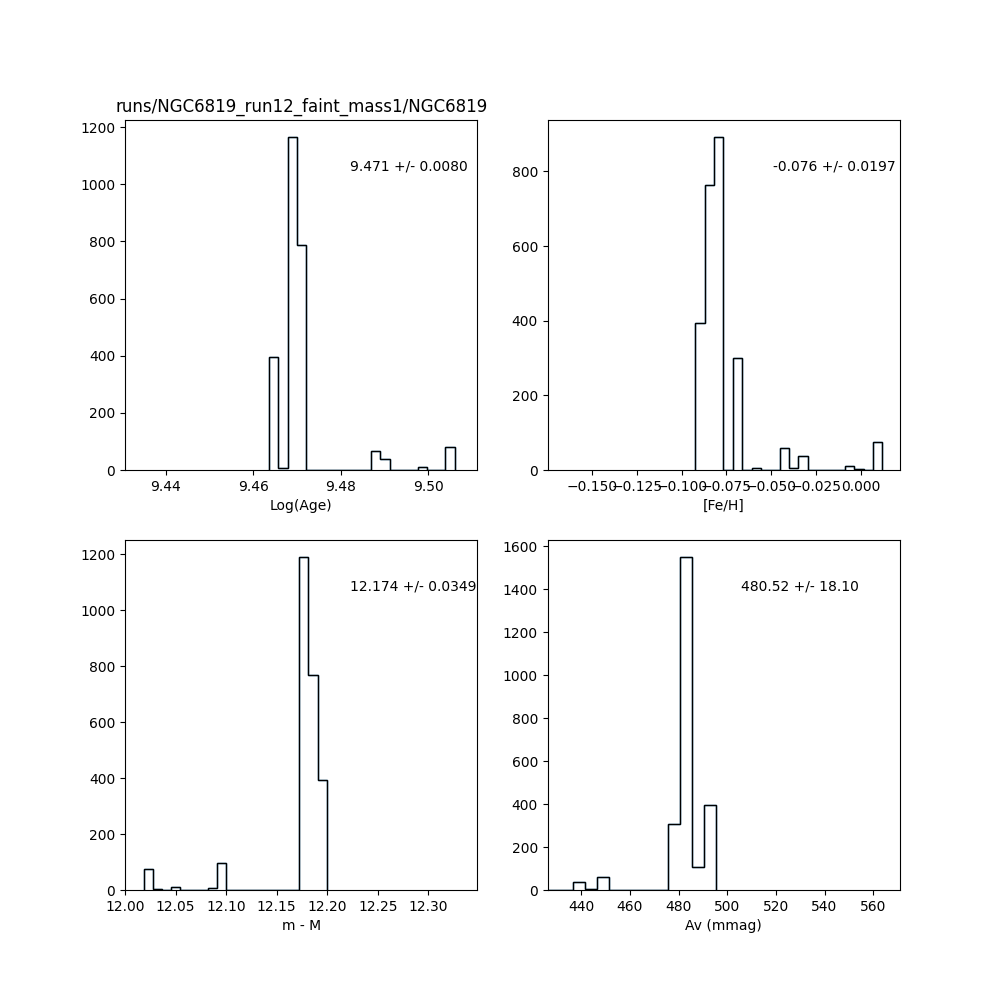 runs/NGC6819_run12_faint_mass1/NGC6819
1200
1000
800
600
400
200
0
9.471 +/- 0.0080
9.44 9.46 9.48 9.50
Log(Age)
800
600
400
200
0
-0.076 +/- 0.0197
−0.150 −0.125 −0.100 −0.075 −0.050 −0.025 0.000
[Fe/H]
1200
1000
800
600
400
200
0
12.174 +/- 0.0349
12.00 12.05 12.10 12.15 12.20 12.25 12.30
m - M
1600
1400
1200
1000
800
600
400
200
0
480.52 +/- 18.10
440 460 480 500 520 540 560
Av (mmag)